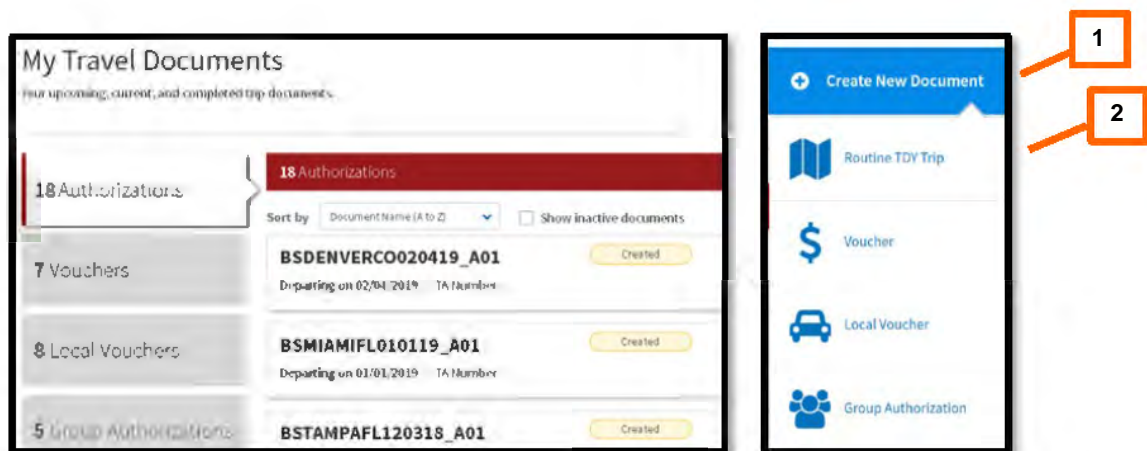 My Travel Documents
Your upcoming, current, and completed trip documents.
18 Authorizations
7 Vouchers
8 Local Vouchers
5 Group Authorizations
18 Authorizations
Sort by Document Name (A to Z) Show inactive documents
BSDENVERCO020419_A01 Created
Departing on 02/04/2019 TA Number
BSMIAMIFL010119_A01 Created
Departing on 01/01/2019 TA Number
BSTAMPAFL120318_A01 Created
Create New Document
Routine TDY Trip
Voucher
Local Voucher
Group Authorization
1
2